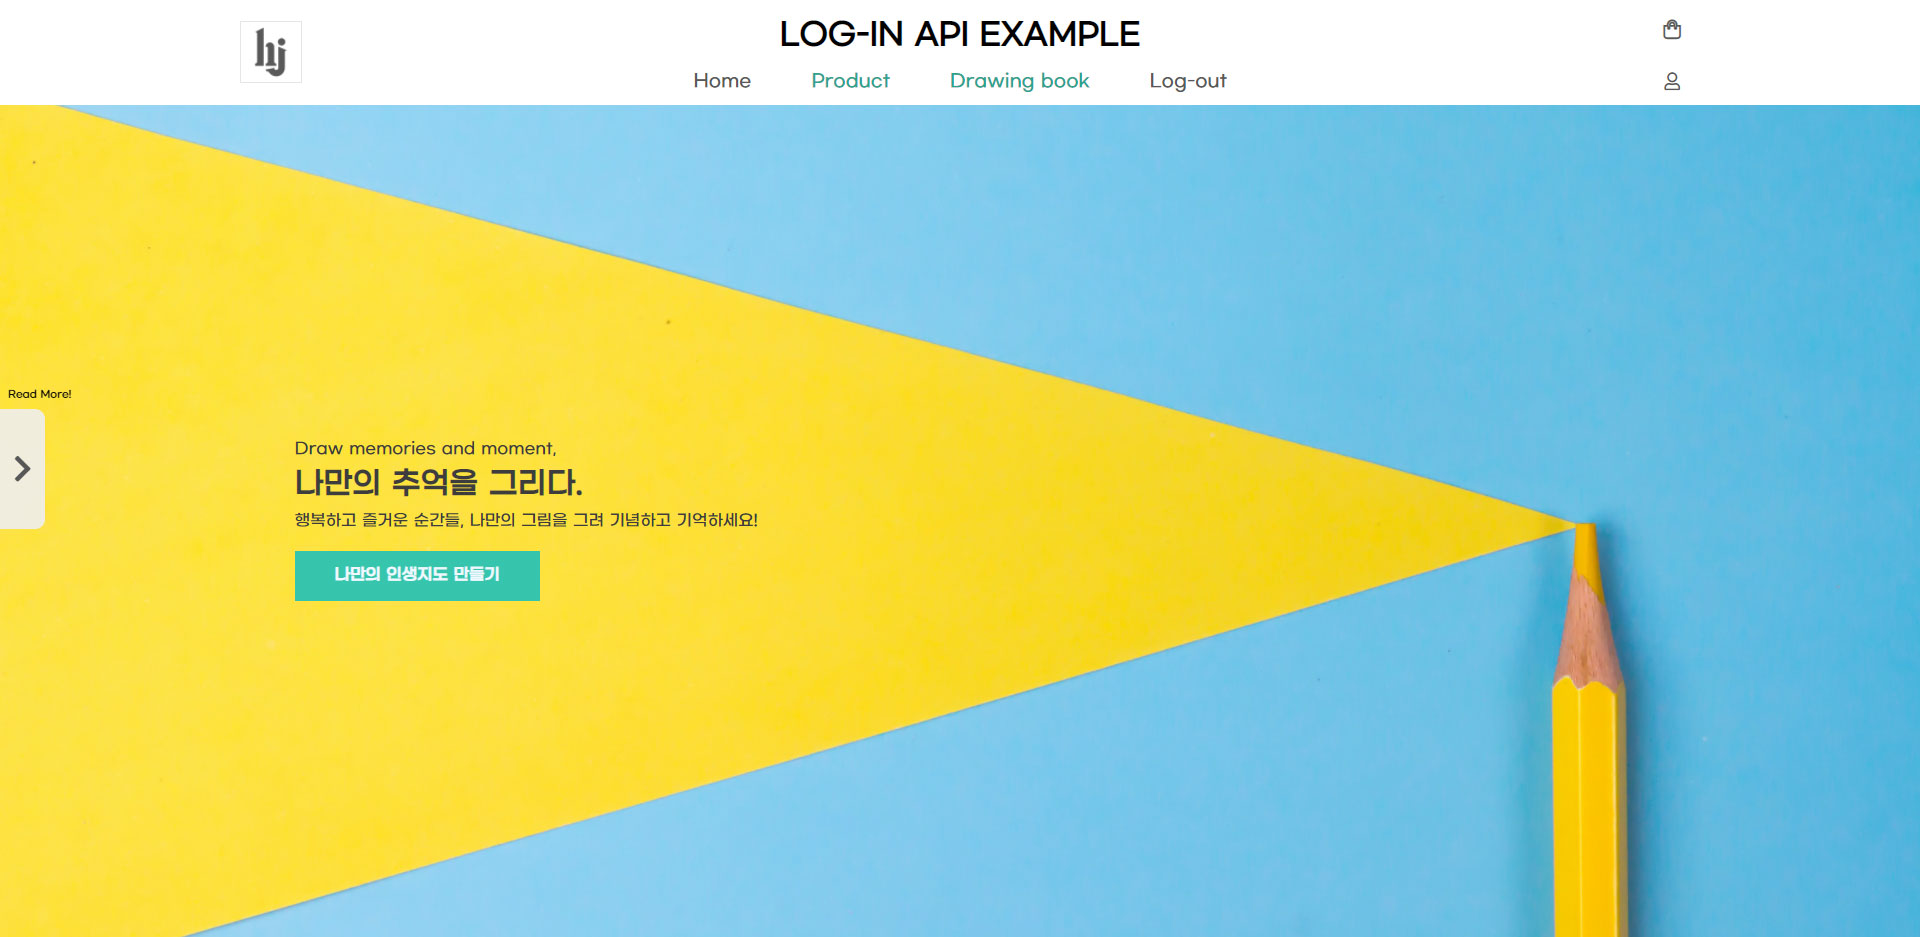 hj
LOG-IN API EXAMPLE
Home Product Drawing book Log-out
Read More!
Draw memories and moment,
나만의 추억을 그리다.
행복하고 즐거운 순간들, 나만의 그림을 그려 기념하고 기억하세요!
나만의 인생지도 만들기